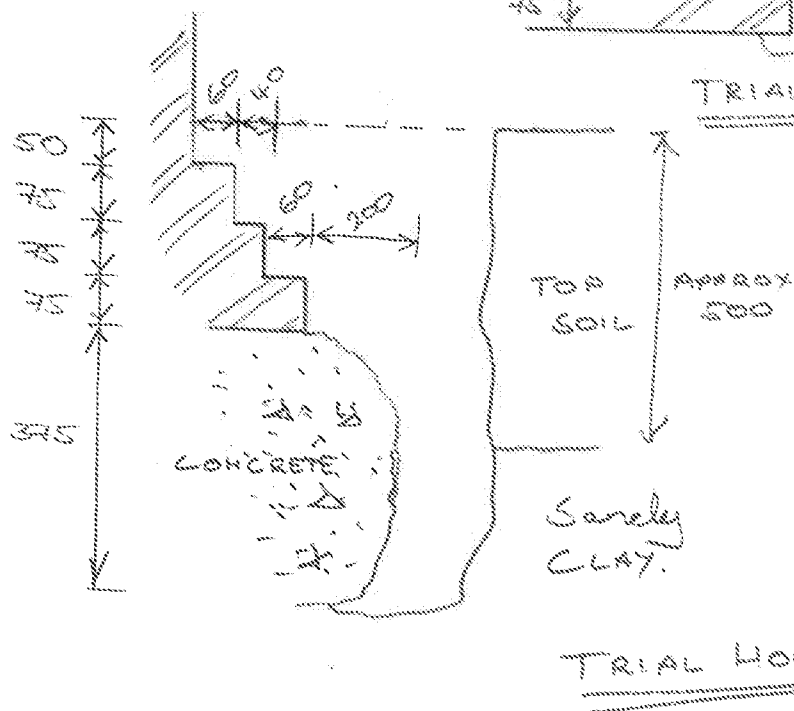 TRIAL
50
75
75
75
375
60
40
60
200
TOP
SOIL
APPROX
500
CONCRETE
Sandy
CLAY.
TRIAL HO